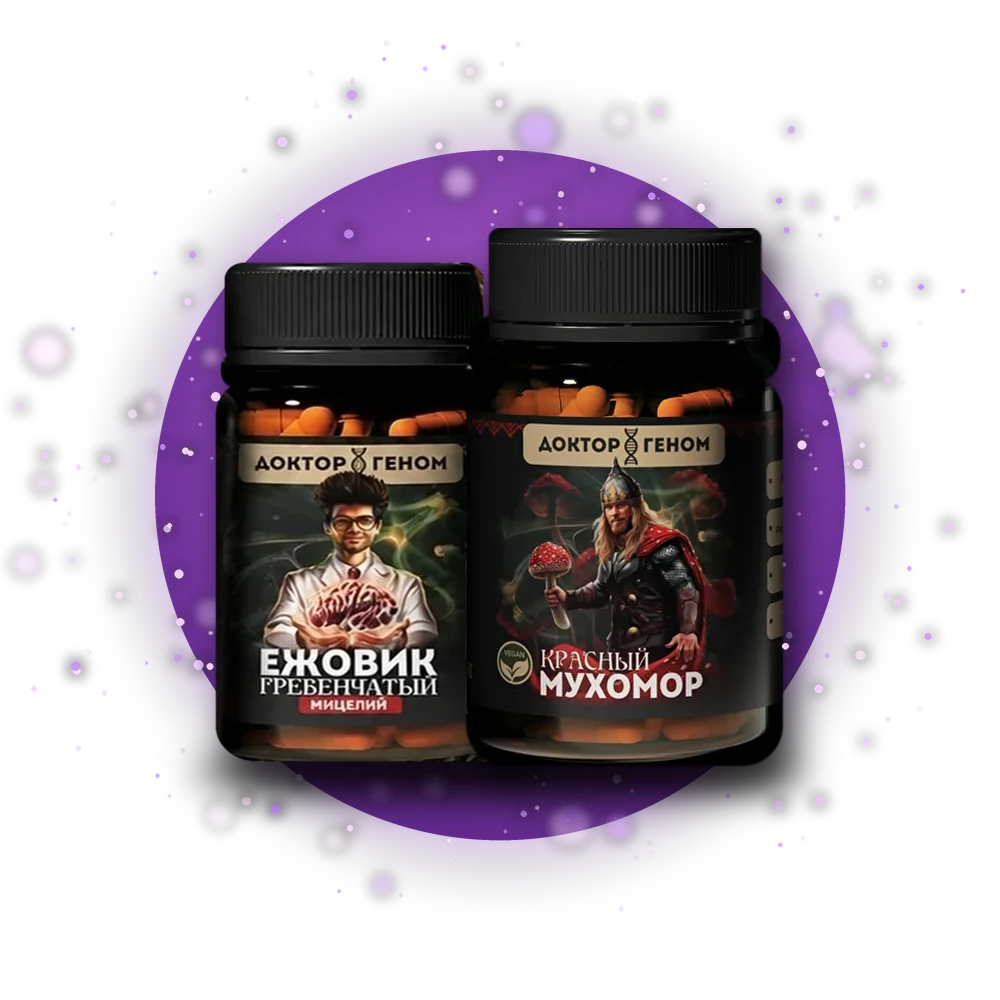 ДОКТОР ГЕНОМ
ЕЖОВИК
ГРЕБЕНЧАТЫЙ
МИЦЕЛИЙ
ДОКТОР ГЕНОМ
VEGAN
КРАСНЫЙ
МУХОМОР